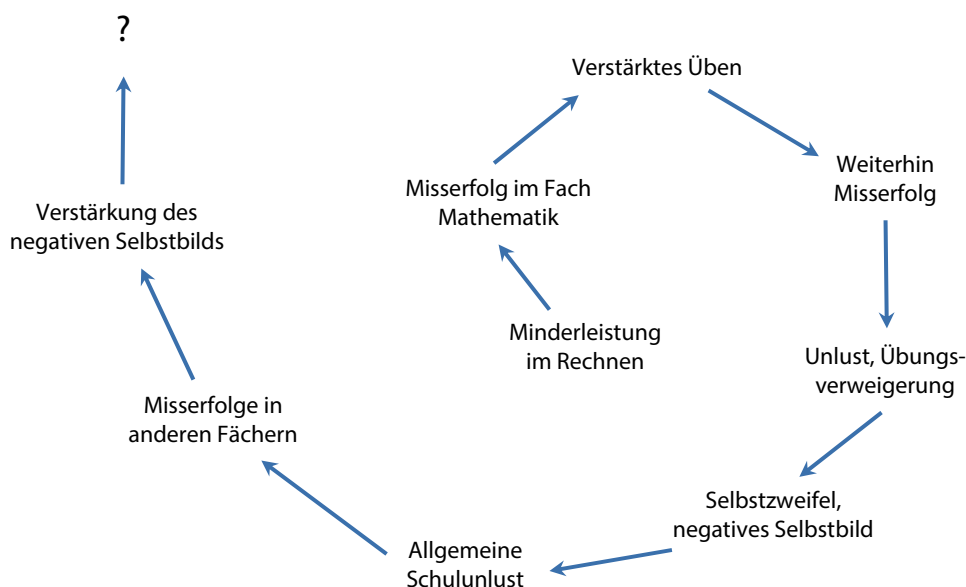 ?
Verstärktes Üben
Weiterhin
Misserfolg
Misserfolg im Fach
Mathematik
Verstärkung des
negativen Selbstbilds
Minderleistung
im Rechnen
Unlust, Übungs-
verweigerung
Misserfolge in
anderen Fächern
Selbstzweifel,
negatives Selbstbild
Allgemeine
Schulunlust